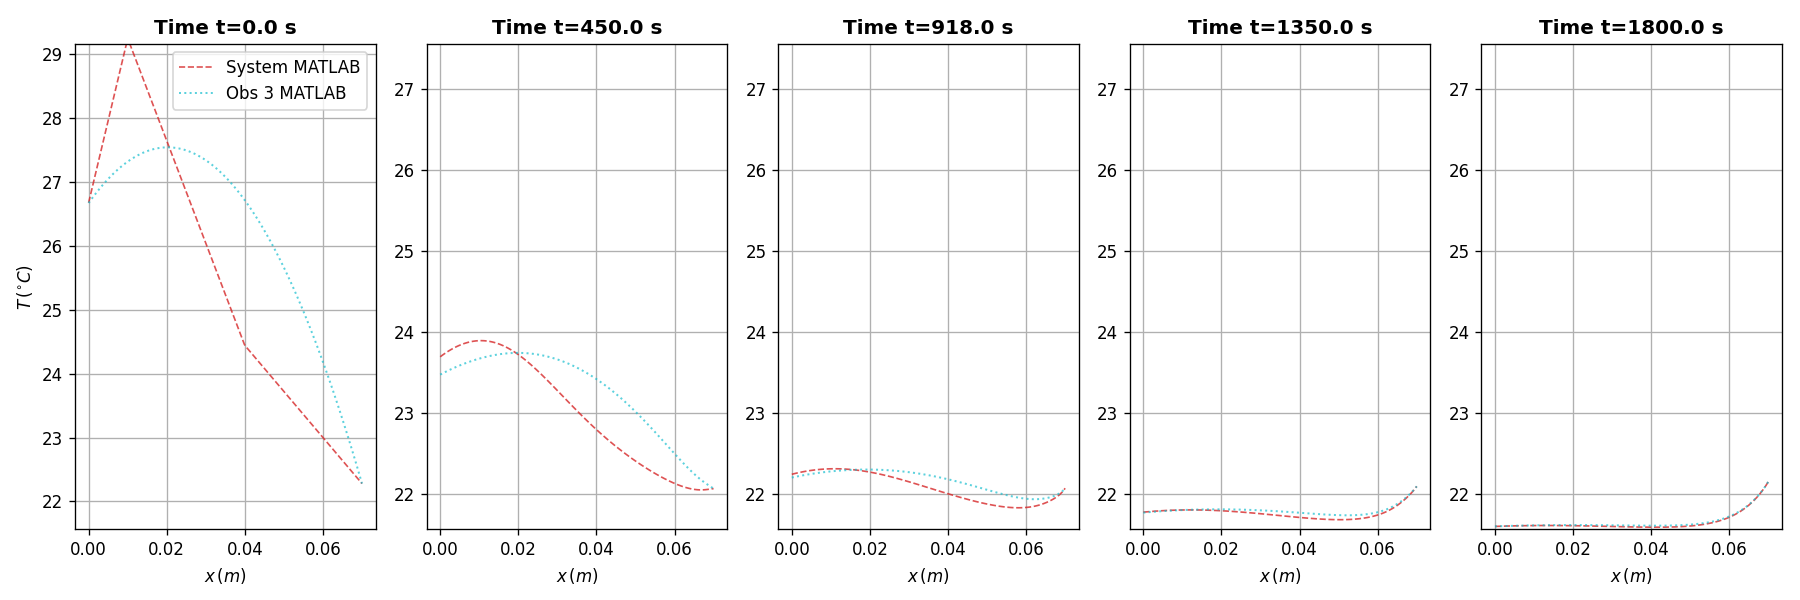 Time t=0.0 s
Time t=450.0 s
Time t=918.0 s
Time t=1350.0 s
Time t=1800.0 s
System MATLAB
Obs 3 MATLAB
T (°C)
29
28
27
26
25
24
23
22
0.00 0.02 0.04 0.06
x (m)
27
26
25
24
23
22
0.00 0.02 0.04 0.06
x (m)
27
26
25
24
23
22
0.00 0.02 0.04 0.06
x (m)
27
26
25
24
23
22
0.00 0.02 0.04 0.06
x (m)
27
26
25
24
23
22
0.00 0.02 0.04 0.06
x (m)